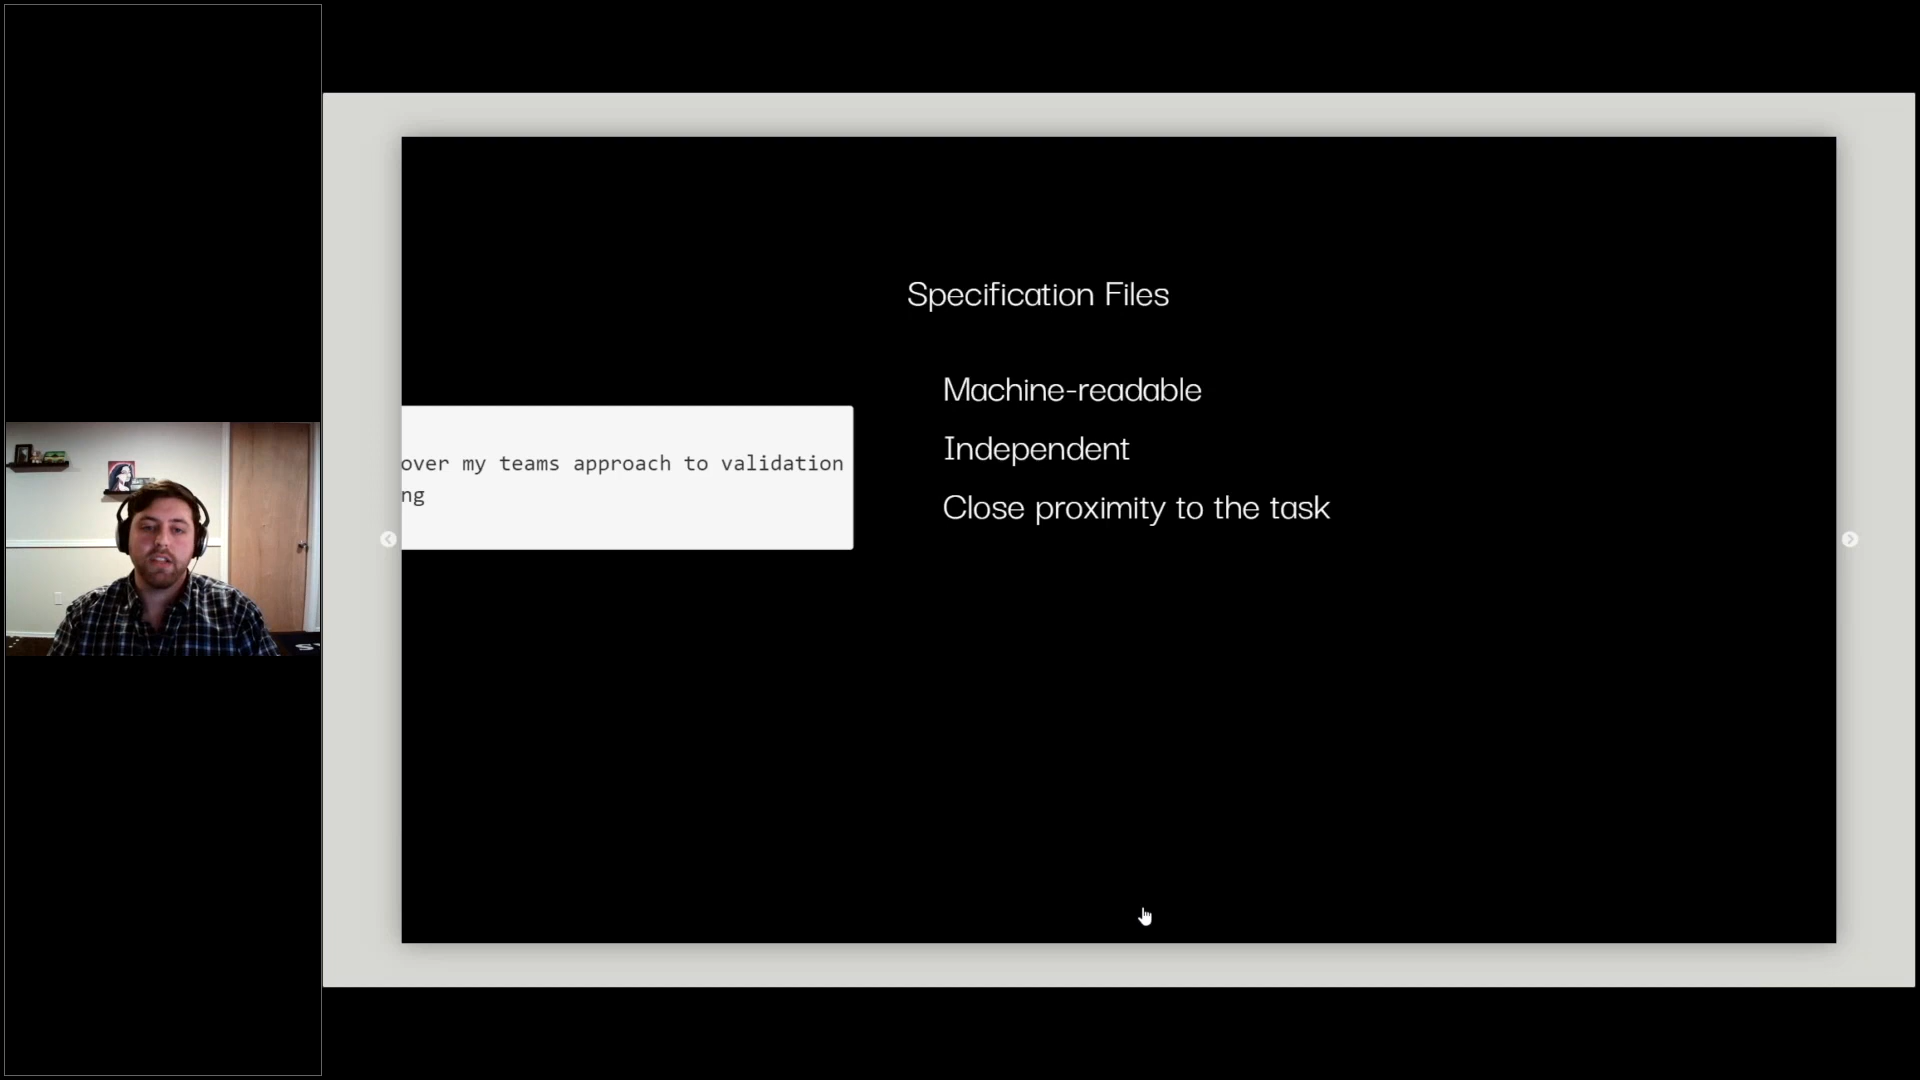 Specification Files
Machine-readable
Independent
Close proximity to the task
over my teams approach to validation
ng